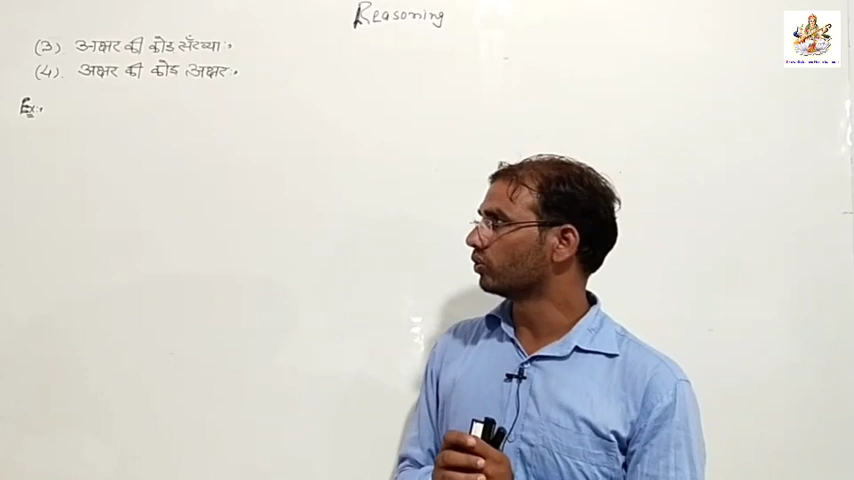 Reasoning
(3) अक्षर की कोड सँख्या:•
(4). अक्षर की कोड अक्षर:•
Ex:•